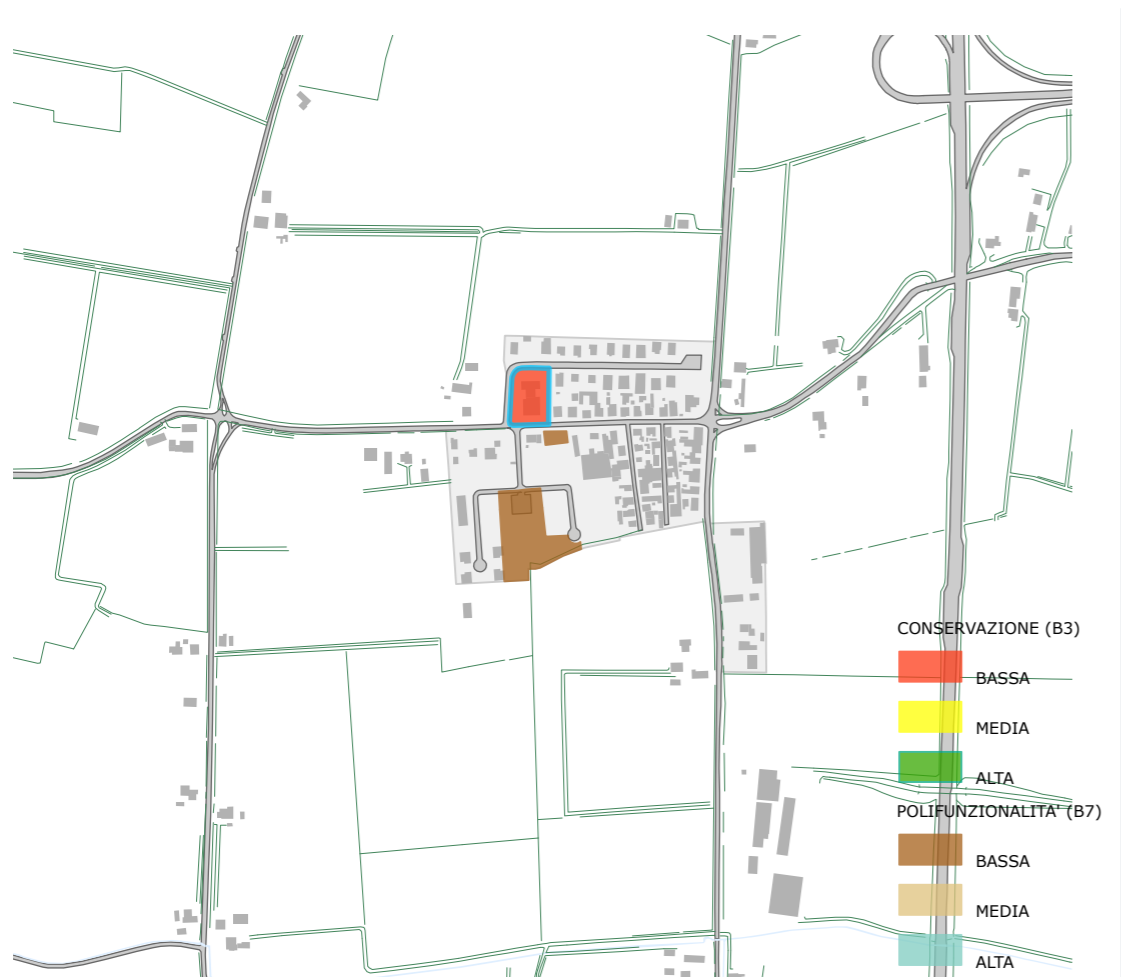 CONSERVAZIONE (B3)
BASSA
MEDIA
ALTA
POLIFUNZIONALITA' (B7)
BASSA
MEDIA
ALTA